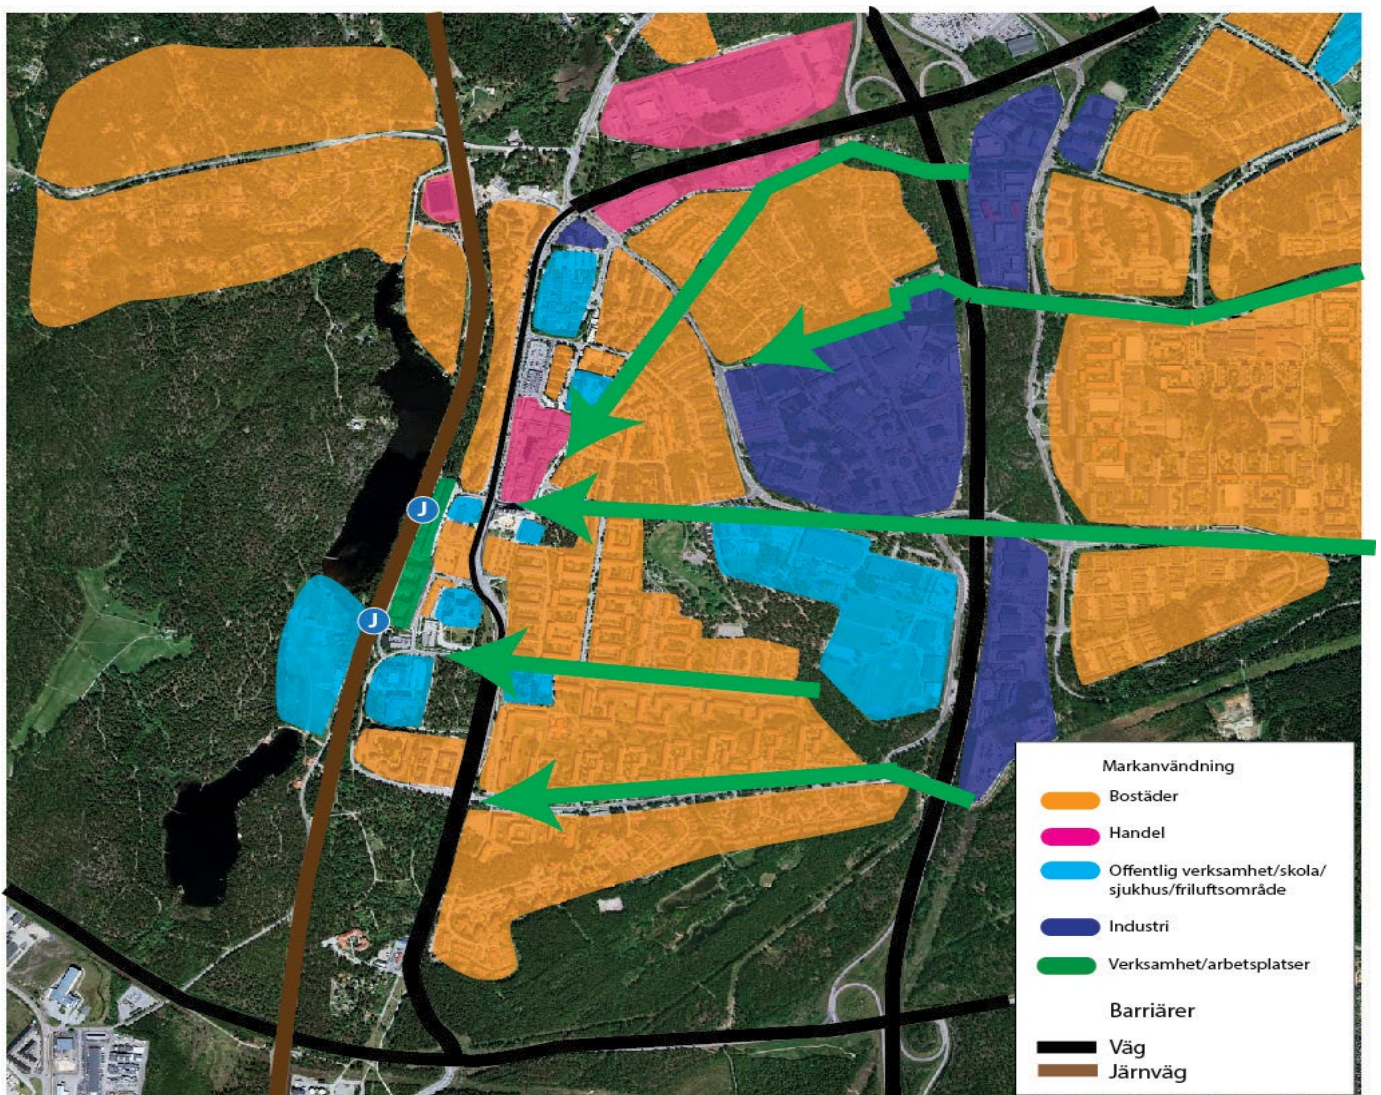 J
J
Markanvändning
Bostäder
Handel
Offentlig verksamhet/skola/
sjukhus/friluftsområde
Industri
Verksamhet/arbetsplatser
Barriärer
Väg
Järnväg